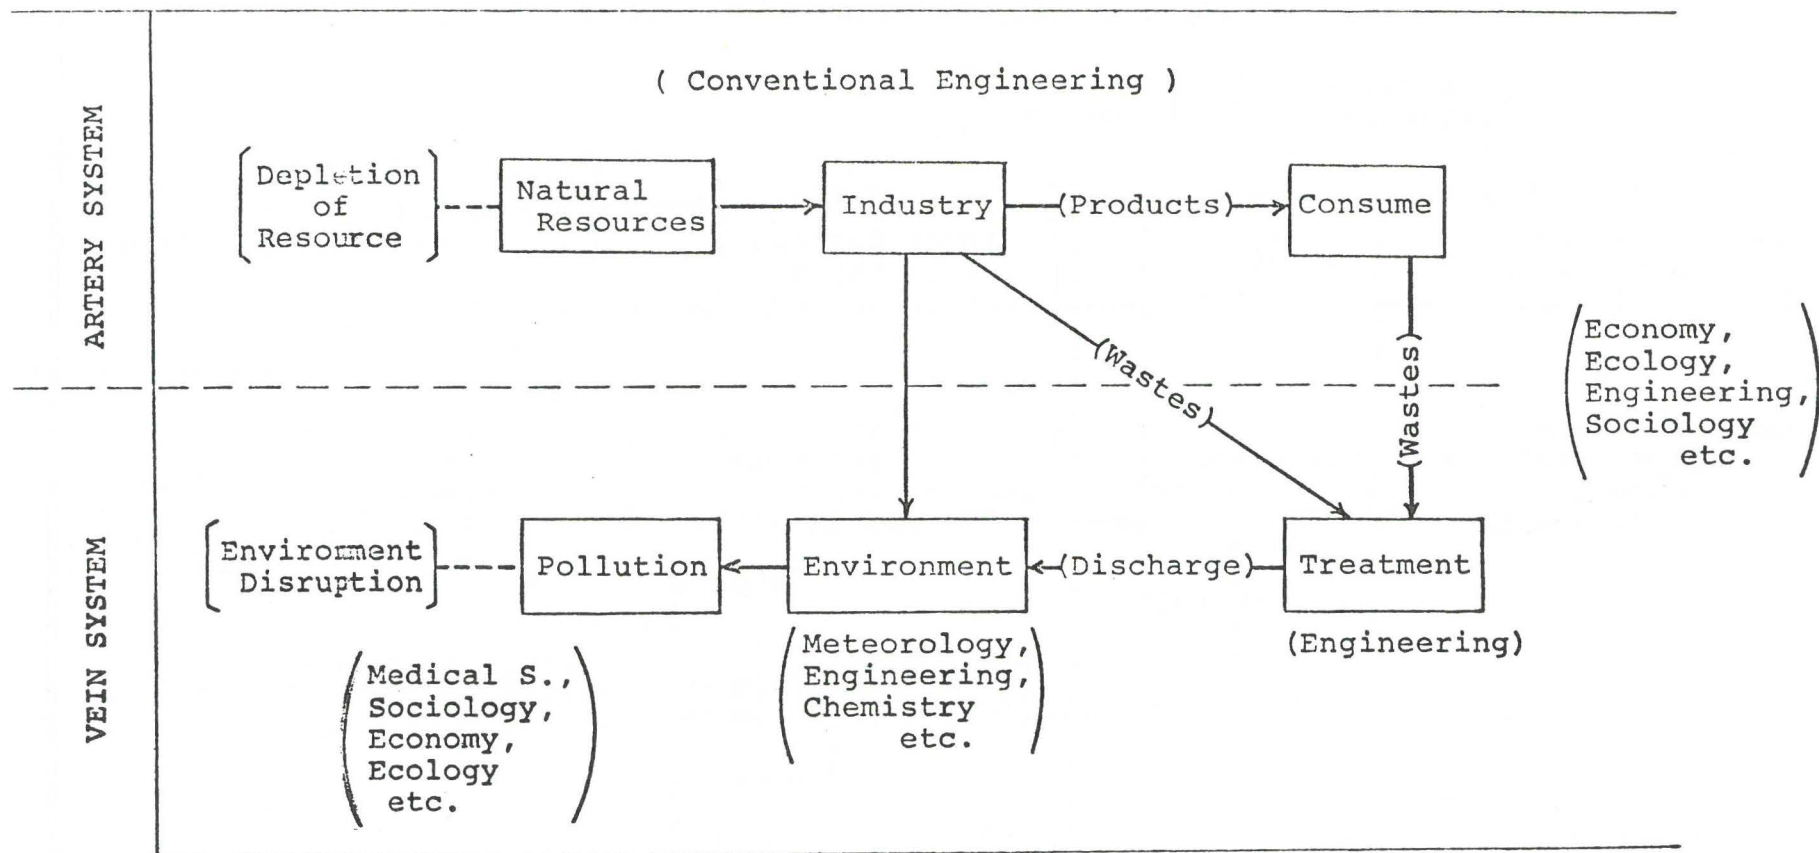 ( Conventional Engineering )
ARTERY SYSTEM
Depletion
of
Resource
Natural
Resources
Industry
(Products)
Consume
(Wastes)
(Wastes)
Economy,
Ecology,
Engineering,
Sociology
etc.
VEIN SYSTEM
Environment
Disruption
Pollution
Environment
(Discharge)
Treatment
(Engineering)
Medical S.,
Sociology,
Economy,
Ecology
etc.
Meteorology,
Engineering,
Chemistry
etc.